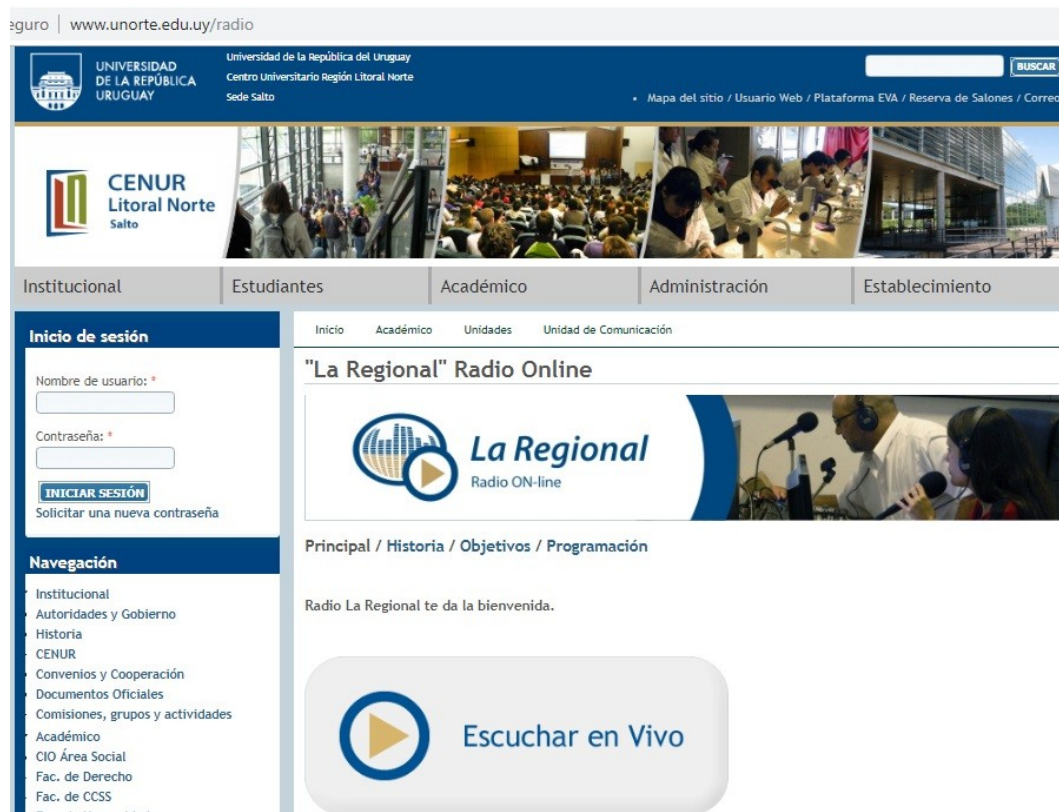 eguro | www.unorte.edu.uy/radio
UNIVERSIDAD
DE LA REPÚBLICA
URUGUAY
Universidad de la República del Uruguay
Centro Universitario Región Litoral Norte
Sede Salto
BUSCAR
• Mapa del sitio / Usuario Web / Plataforma EVA / Reserva de Salones / Correo
CENUR
Litoral Norte
Salto
Institucional
Estudiantes
Académico
Administración
Establecimiento
Inicio de sesión
Nombre de usuario: *
Contraseña: *
INICIAR SESIÓN
Solicitar una nueva contraseña
Navegación
Institucional
Autoridades y Gobierno
Historia
CENUR
Convenios y Cooperación
Documentos Oficiales
Comisiones, grupos y actividades
Académico
CIO Área Social
Fac. de Derecho
Fac. de CCSS
Inicio Académico Unidades Unidad de Comunicación
"La Regional" Radio Online
La Regional
Radio ON-line
Principal / Historia / Objetivos / Programación
Radio La Regional te da la bienvenida.
Escuchar en Vivo